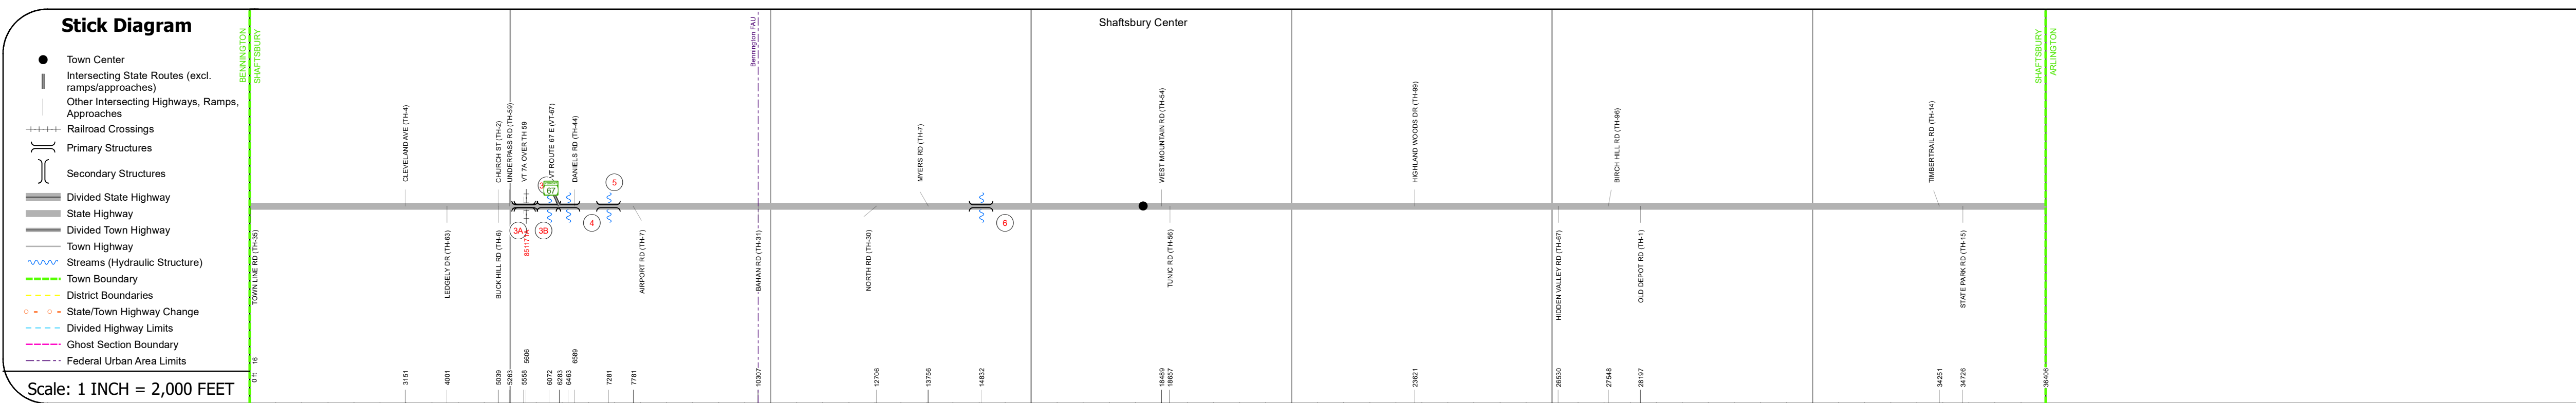 Stick Diagram
Town Center
Intersecting State Routes (excl.
ramps/approaches)
Other Intersecting Highways, Ramps,
Approaches
Railroad Crossings
Primary Structures
Secondary Structures
Divided State Highway
State Highway
Divided Town Highway
Town Highway
Streams (Hydraulic Structure)
Town Boundary
District Boundaries
State/Town Highway Change
Divided Highway Limits
Ghost Section Boundary
Federal Urban Area Limits
Scale: 1 INCH = 2,000 FEET
BENNINGTON
SHAFTSBURY
Bennington FAU
Shaftsbury Center
SHAFTSBURY
ARLINGTON
CLEVELAND AVE (TH-4)
CHURCH ST (TH-2)
UNDERPASS RD (TH-59)
VT 7A OVER TH 59
VT ROUTE 67 E (VT-67)
DANIELS RD (TH-44)
MYERS RD (TH-7)
WEST MOUNTAIN RD (TH-54)
HIGHLAND WOODS DR (TH-99)
BIRCH HILL RD (TH-96)
TIMBERTRAIL RD (TH-14)
3
67
5
3A
3B
4
6
851171A
TOWN LINE RD (TH-35)
LEDGELY DR (TH-63)
BUCK HILL RD (TH-6)
AIRPORT RD (TH-7)
BAHAN RD (TH-31)
NORTH RD (TH-30)
TUNIC RD (TH-56)
HIDDEN VALLEY RD (TH-67)
OLD DEPOT RD (TH-1)
STATE PARK RD (TH-15)
0 ft
16
3151
4001
5039
5263
5558
5606
6072
6283
6463
6589
7281
7781
10307
12706
13756
14832
18489
18657
23621
26530
27548
28197
34251
34726
36406